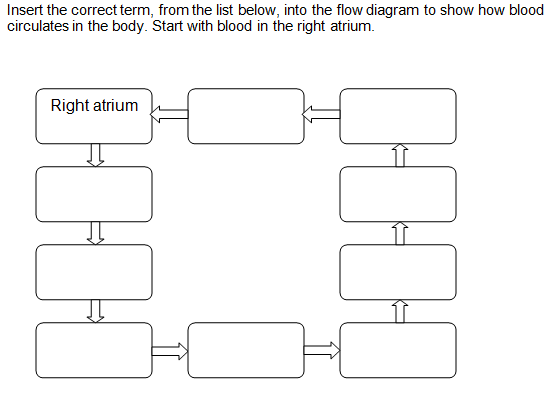 Insert the correct term, from the list below, into the flow diagram to show how blood
circulates in the body. Start with blood in the right atrium.
Right atrium